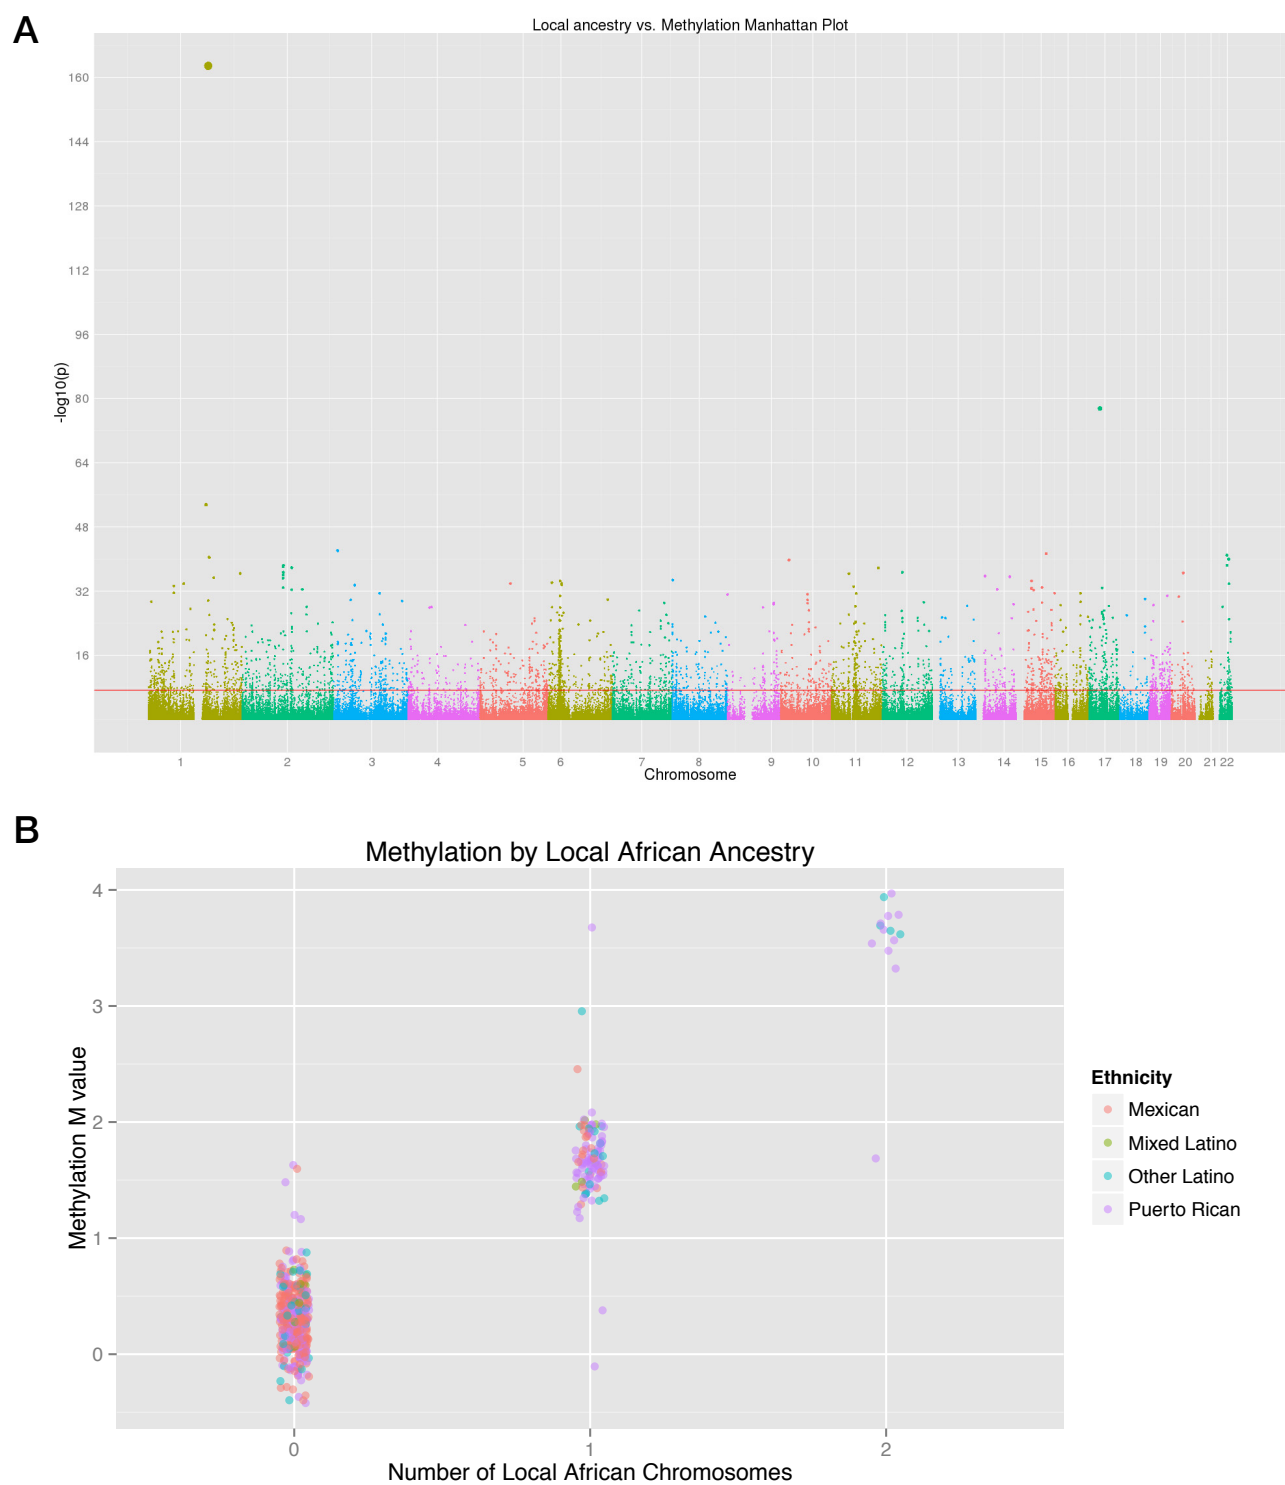 A
Local ancestry vs. Methylation Manhattan Plot
160
144
128
112
96
80
64
48
32
16
-log10(p)
1 2 3 4 5 6 7 8 9 10 11 12 13 14 15 16 17 18 19 20 21 22
Chromosome
B
Methylation by Local African Ancestry
4
3
2
1
0
Methylation M value
0 1 2
Number of Local African Chromosomes
Ethnicity
Mexican
Mixed Latino
Other Latino
Puerto Rican